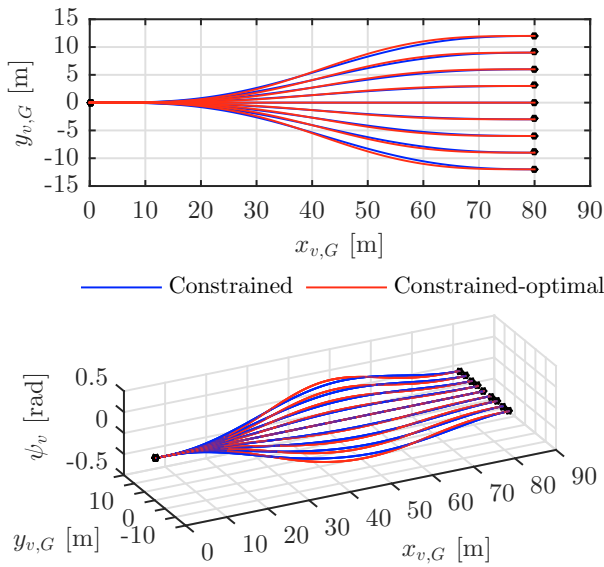 15
10
5
0
-5
-10
-15
y_{v,G} [m]
0 10 20 30 40 50 60 70 80 90
x_{v,G} [m]
Constrained Constrained-optimal
0.5
0
-0.5
ψ_v [rad]
10
0
-10
y_{v,G} [m]
0 10 20 30 40 50 60 70 80 90
x_{v,G} [m]